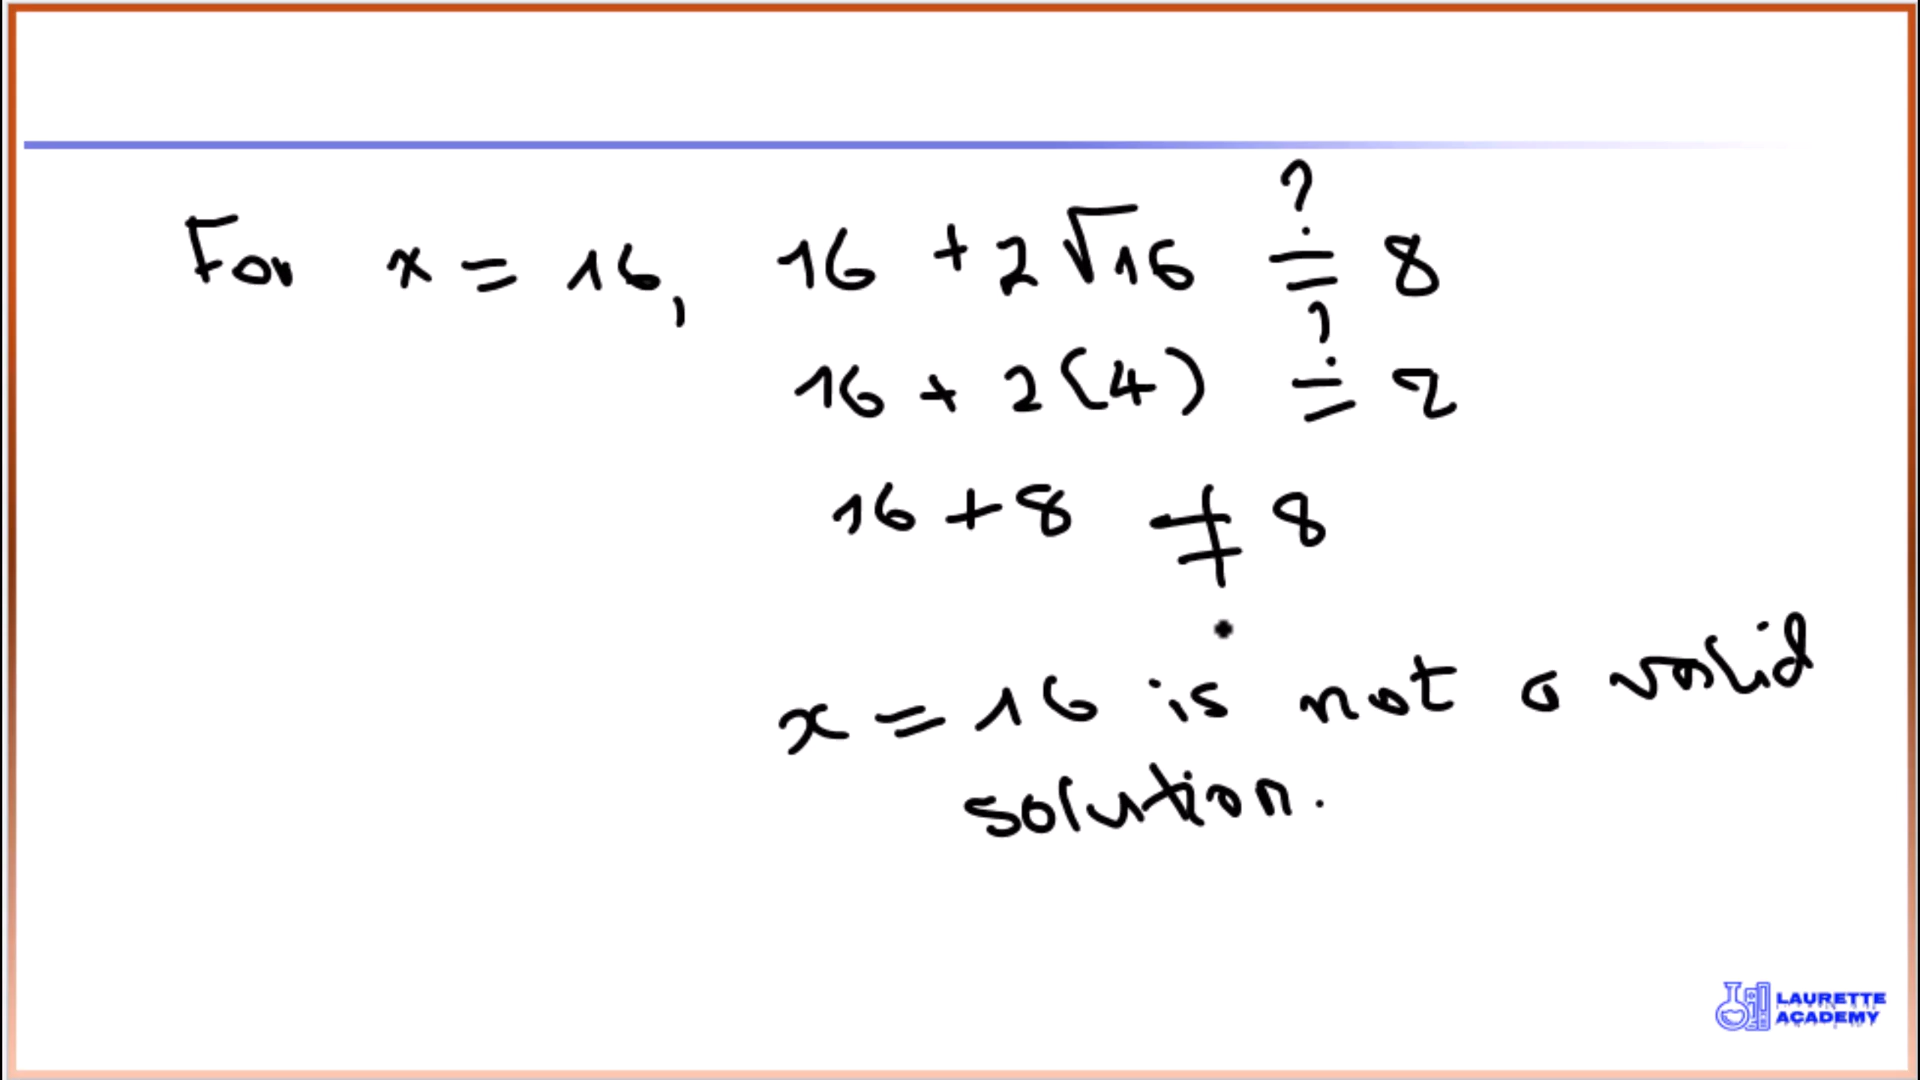 For x = 16, 16 + 2√16 ≟ 8
16 + 2(4) ≟ 2
16 + 8 ≠ 8
x = 16 is not a valid
solution.
LAURETTE
ACADEMY